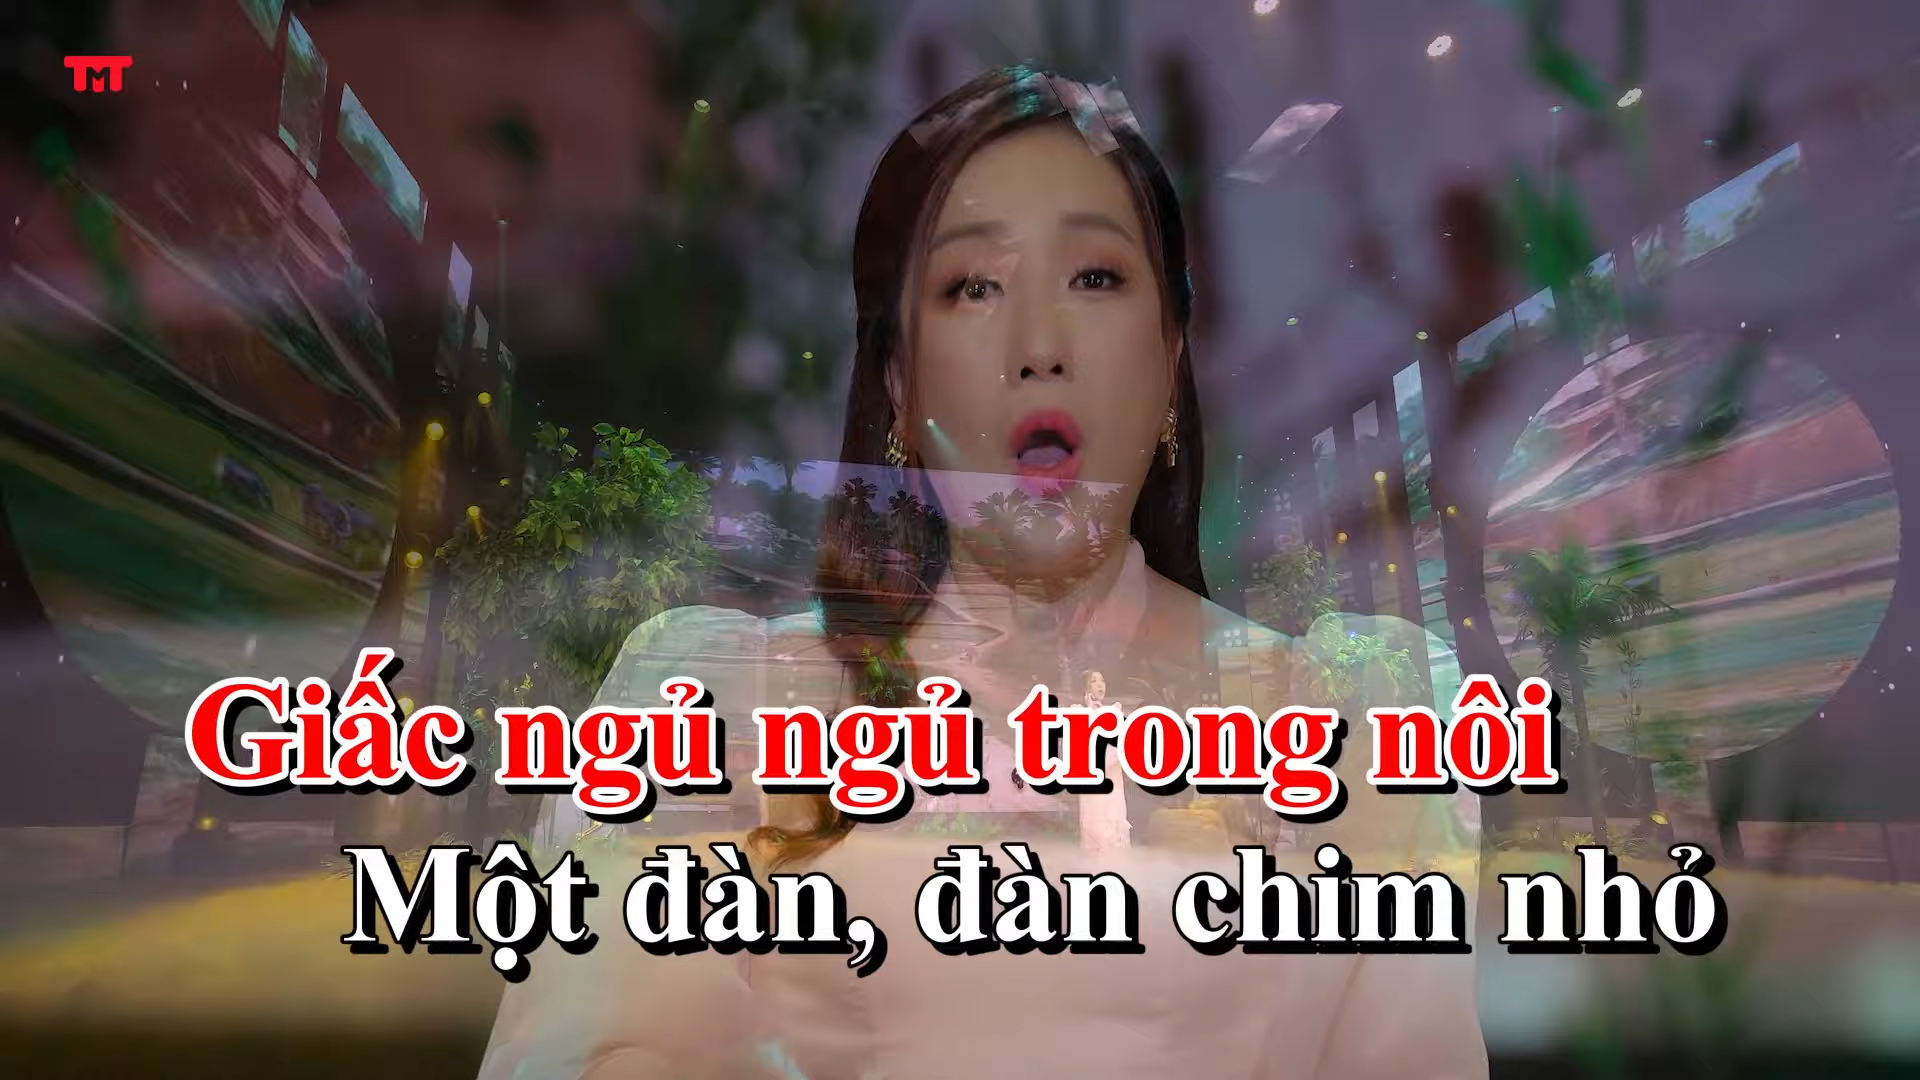 TMT
Giấc ngủ ngủ trong nôi
Một đàn, đàn chim nhỏ